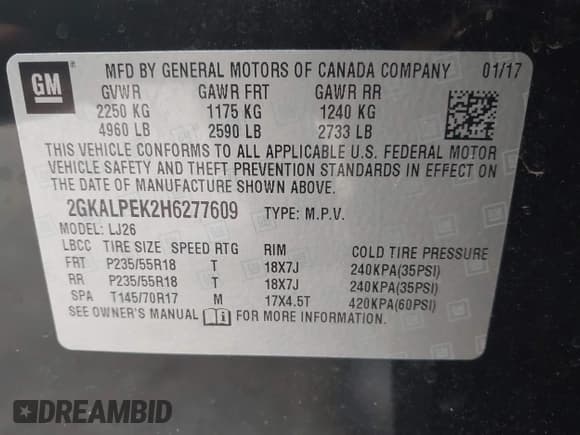 GM
MFD BY GENERAL MOTORS OF CANADA COMPANY 01/17
GVWR GAWR FRT GAWR RR
2250 KG 1175 KG 1240 KG
4960 LB 2590 LB 2733 LB
THIS VEHICLE CONFORMS TO ALL APPLICABLE U.S. FEDERAL MOTOR
VEHICLE SAFETY AND THEFT PREVENTION STANDARDS IN EFFECT ON
THE DATE OF MANUFACTURE SHOWN ABOVE.
2GKALPEK2H6277609 TYPE: M.P.V.
MODEL: LJ26
LBCC TIRE SIZE SPEED RTG RIM COLD TIRE PRESSURE
FRT P235/55R18 T 18X7J 240KPA(35PSI)
RR P235/55R18 T 18X7J 240KPA(35PSI)
SPA T145/70R17 M 17X4.5T 420KPA(60PSI)
SEE OWNER'S MANUAL FOR MORE INFORMATION.
DREAMBID